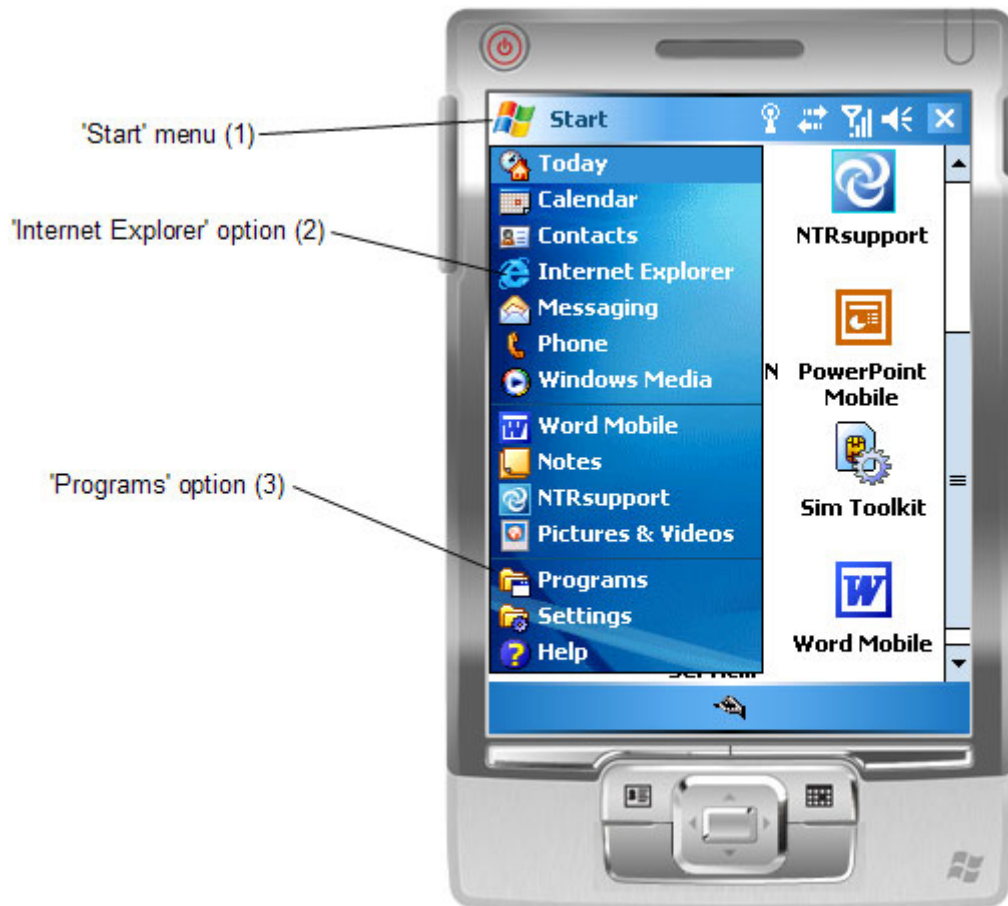 'Start' menu (1)
'Internet Explorer' option (2)
'Programs' option (3)
Start
Today
Calendar
Contacts
Internet Explorer
Messaging
Phone
Windows Media
Word Mobile
Notes
NTRsupport
Pictures & Videos
Programs
Settings
Help
NTRsupport
N
PowerPoint
Mobile
Sim Toolkit
Word Mobile